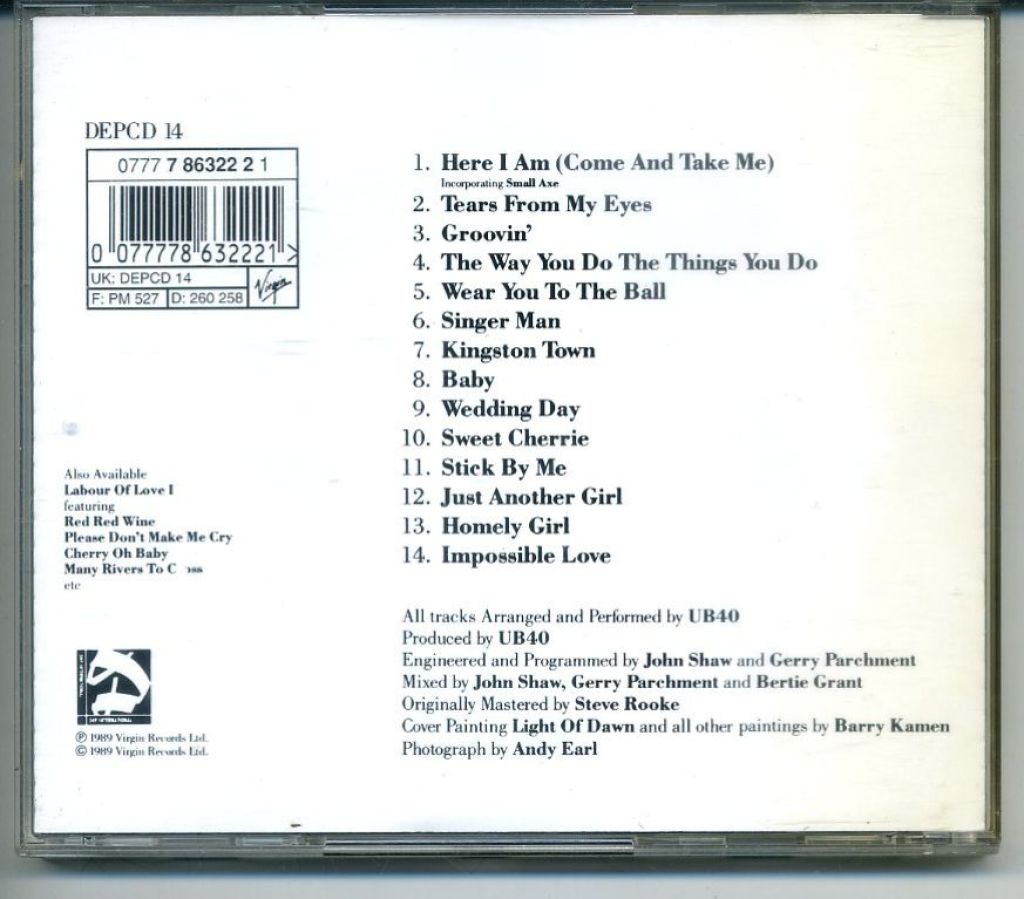 DEPCD 14
0777 7 86322 2 1
0 077778 632221 >
UK: DEPCD 14
F: PM 527 D: 260 258
Virgin
1. Here I Am (Come And Take Me)
Incorporating Small Axe
2. Tears From My Eyes
3. Groovin'
4. The Way You Do The Things You Do
5. Wear You To The Ball
6. Singer Man
7. Kingston Town
8. Baby
9. Wedding Day
10. Sweet Cherrie
11. Stick By Me
12. Just Another Girl
13. Homely Girl
14. Impossible Love
Also Available
Labour Of Love I
featuring
Red Red Wine
Please Don't Make Me Cry
Cherry Oh Baby
Many Rivers To C ss
etc
DEP INTERNATIONAL
℗ 1989 Virgin Records Ltd.
© 1989 Virgin Records Ltd.
All tracks Arranged and Performed by UB40
Produced by UB40
Engineered and Programmed by John Shaw and Gerry Parchment
Mixed by John Shaw, Gerry Parchment and Bertie Grant
Originally Mastered by Steve Rooke
Cover Painting Light Of Dawn and all other paintings by Barry Kamen
Photograph by Andy Earl